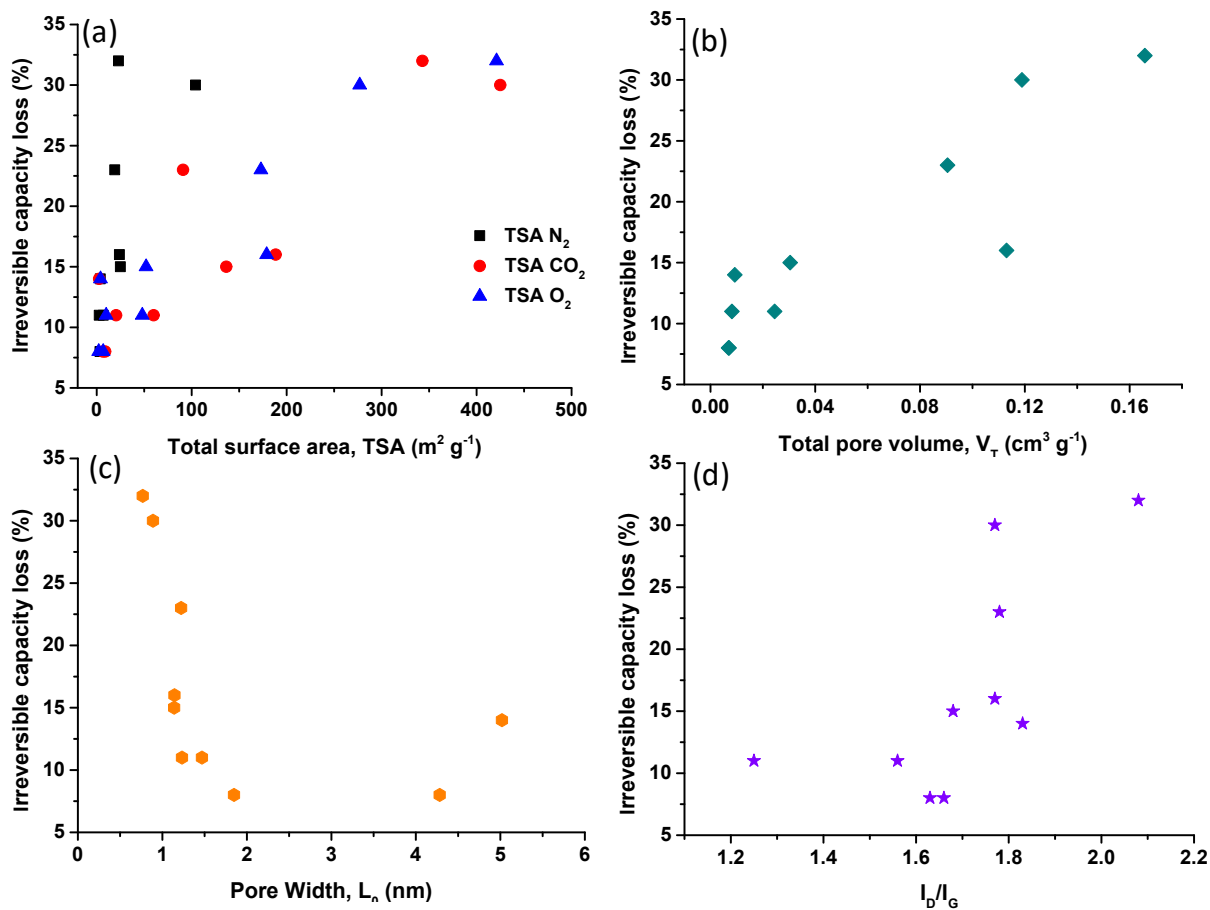 (a)
Irreversible capacity loss (%)
35
30
25
20
15
10
5
TSA N₂
TSA CO₂
TSA O₂
0 100 200 300 400 500
Total surface area, TSA (m² g⁻¹)
(b)
Irreversible capacity loss (%)
35
30
25
20
15
10
5
0.00 0.04 0.08 0.12 0.16
Total pore volume, V_T (cm³ g⁻¹)
(c)
Irreversible capacity loss (%)
35
30
25
20
15
10
5
0 1 2 3 4 5 6
Pore Width, L₀ (nm)
(d)
Irreversible capacity loss (%)
35
30
25
20
15
10
5
1.2 1.4 1.6 1.8 2.0 2.2
I_D/I_G